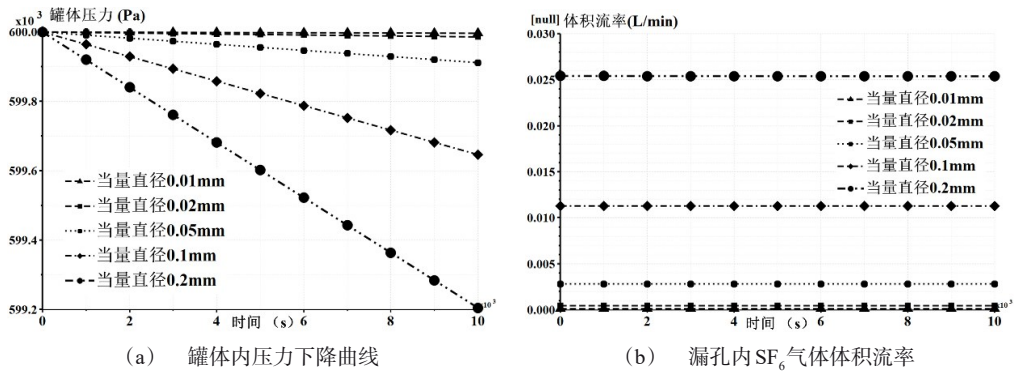 ×10³ 罐体压力 (Pa)
600.0
599.8
599.6
599.4
599.2
当量直径0.01mm
当量直径0.02mm
当量直径0.05mm
当量直径0.1mm
当量直径0.2mm
0 2 4 6 8 10
×10³
时间 （s）
（a） 罐体内压力下降曲线
[null] 体积流率(L/min)
0.030
0.025
0.020
0.015
0.010
0.005
0.000
当量直径0.01mm
当量直径0.02mm
当量直径0.05mm
当量直径0.1mm
当量直径0.2mm
0 2 4 6 8 10
×10³
时间 （s）
（b） 漏孔内SF₆气体体积流率